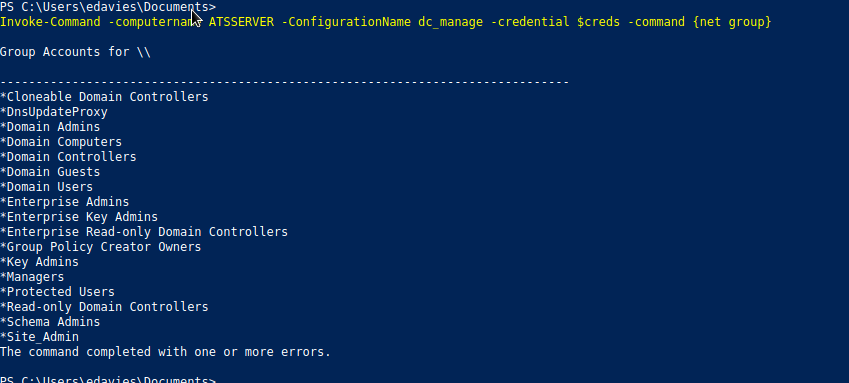 PS C:\Users\edavies\Documents>
Invoke-Command -computername ATSSERVER -ConfigurationName dc_manage -credential $creds -command {net group}
Group Accounts for \\
-------------------------------------------------------------------------------
*Cloneable Domain Controllers
*DnsUpdateProxy
*Domain Admins
*Domain Computers
*Domain Controllers
*Domain Guests
*Domain Users
*Enterprise Admins
*Enterprise Key Admins
*Enterprise Read-only Domain Controllers
*Group Policy Creator Owners
*Key Admins
*Managers
*Protected Users
*Read-only Domain Controllers
*Schema Admins
*Site_Admin
The command completed with one or more errors.
PS C:\Users\edavies\Documents>